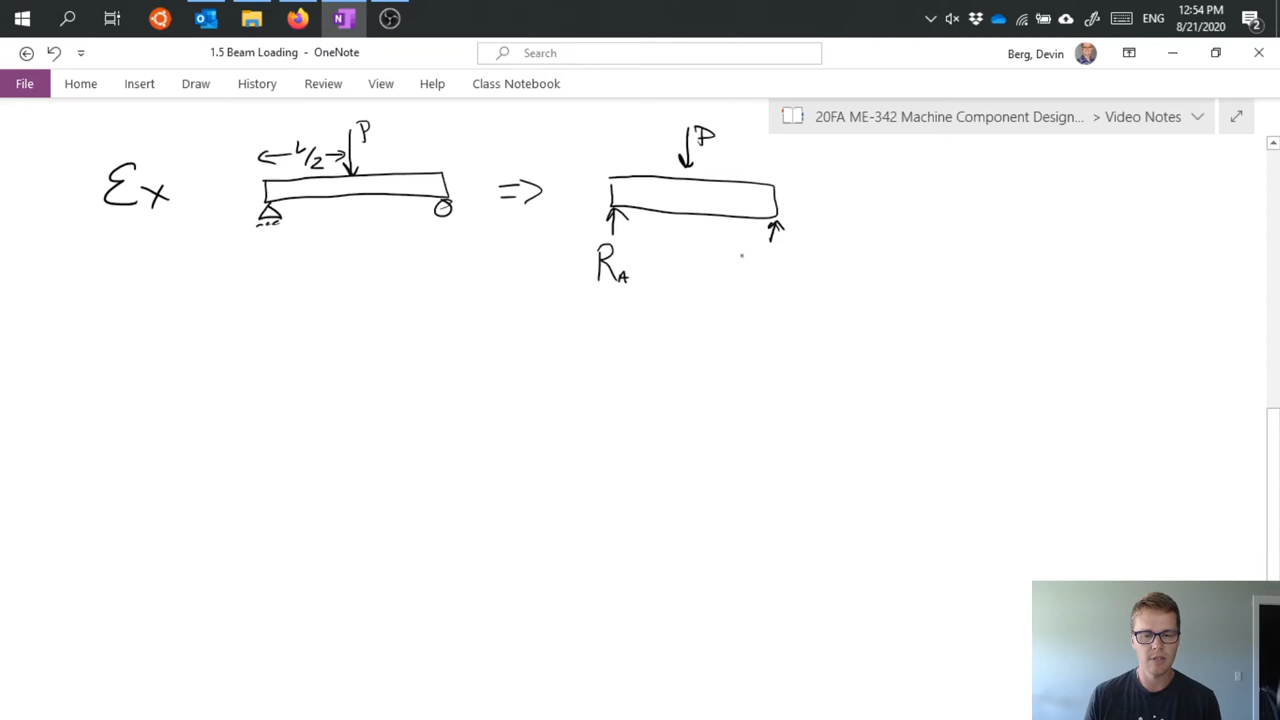 12:54 PM
ENG
8/21/2020
2
1.5 Beam Loading - OneNote
Search
Berg, Devin
File Home Insert Draw History Review View Help Class Notebook
20FA ME-342 Machine Component Design... > Video Notes
Ex
L/2
P
=>
P
RA